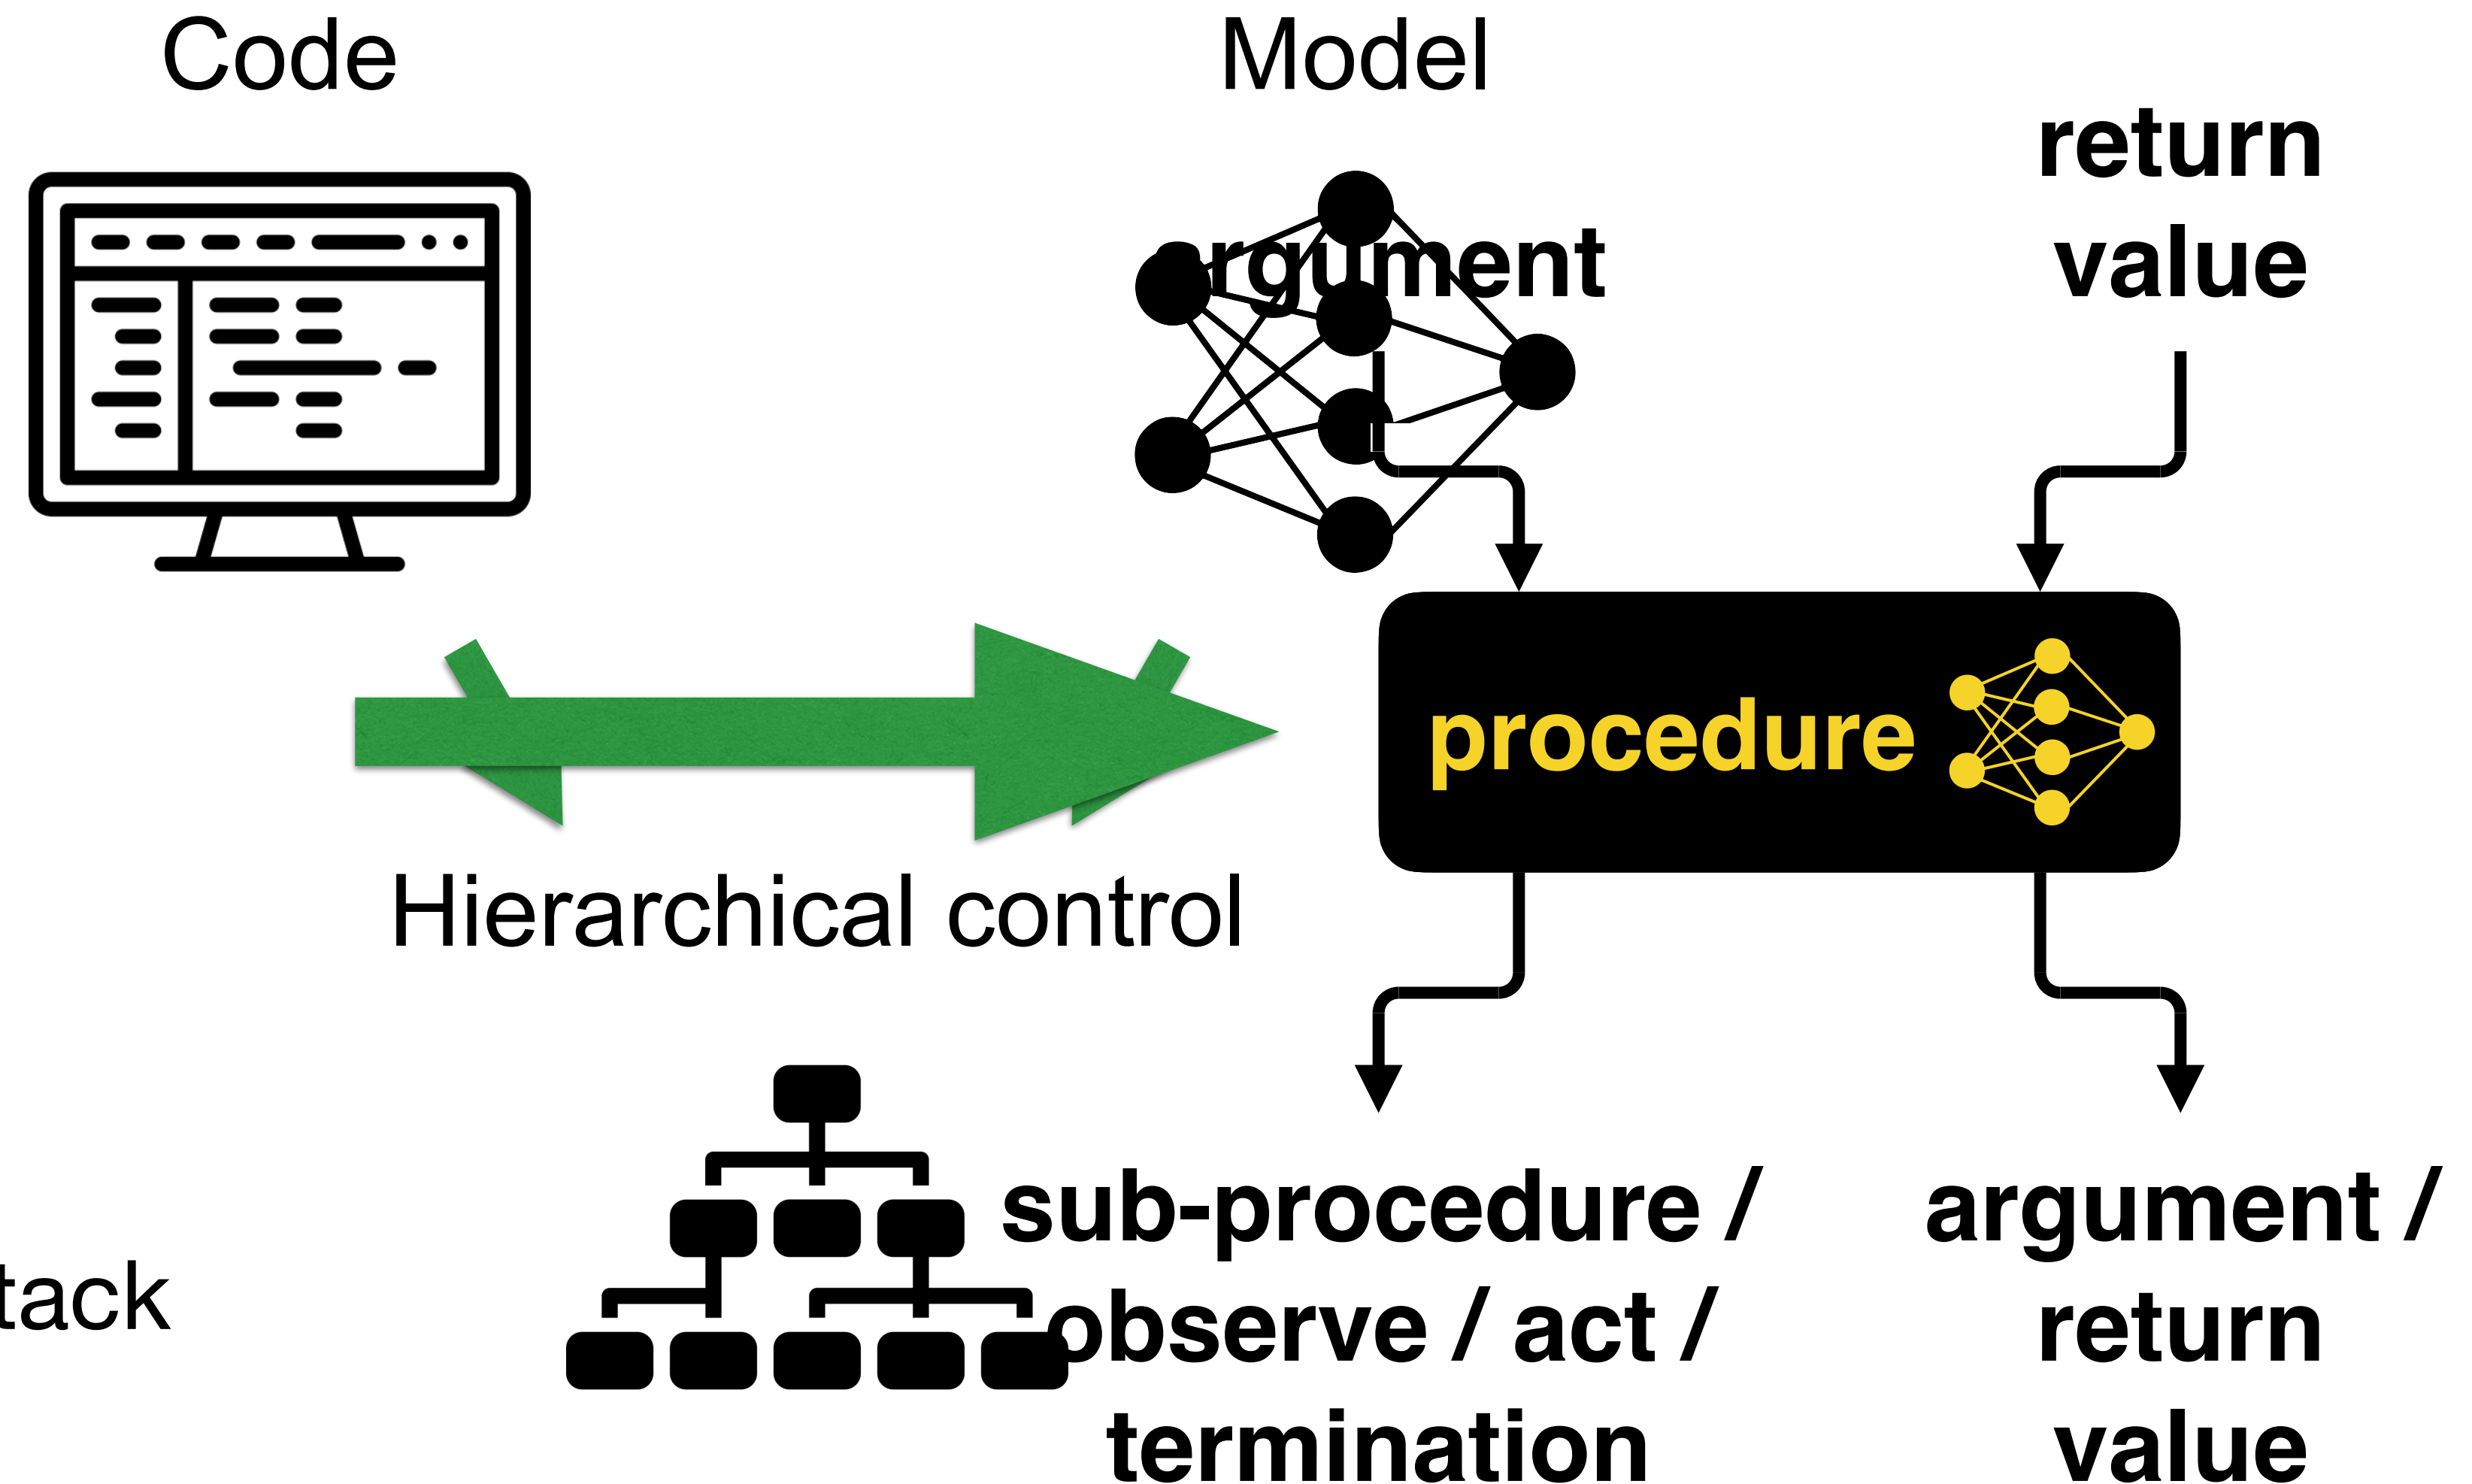 Code
Model
return
value
argument
procedure
Hierarchical control
tack
sub-procedure /
observe / act /
termination
argument /
return
value